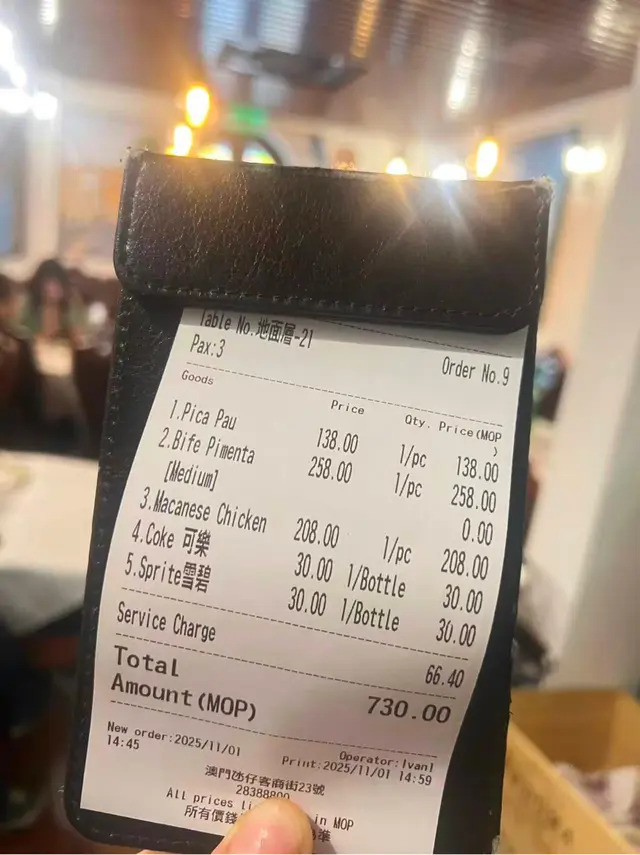 Table No.地面層-21
Pax:3 Order No.9
Goods Price Qty. Price(MOP
)
1.Pica Pau 138.00 1/pc 138.00
2.Bife Pimenta 258.00 1/pc 258.00
[Medium] 0.00
3.Macanese Chicken 208.00 1/pc 208.00
4.Coke 可樂 30.00 1/Bottle 30.00
5.Sprite雪碧 30.00 1/Bottle 30.00
Service Charge 66.40
Total
Amount(MOP) 730.00
Operator:Ivan1
New order:2025/11/01 Print:2025/11/01 14:59
14:45
澳門氹仔客商街23號
283888
All prices in MOP
所有價錢 準